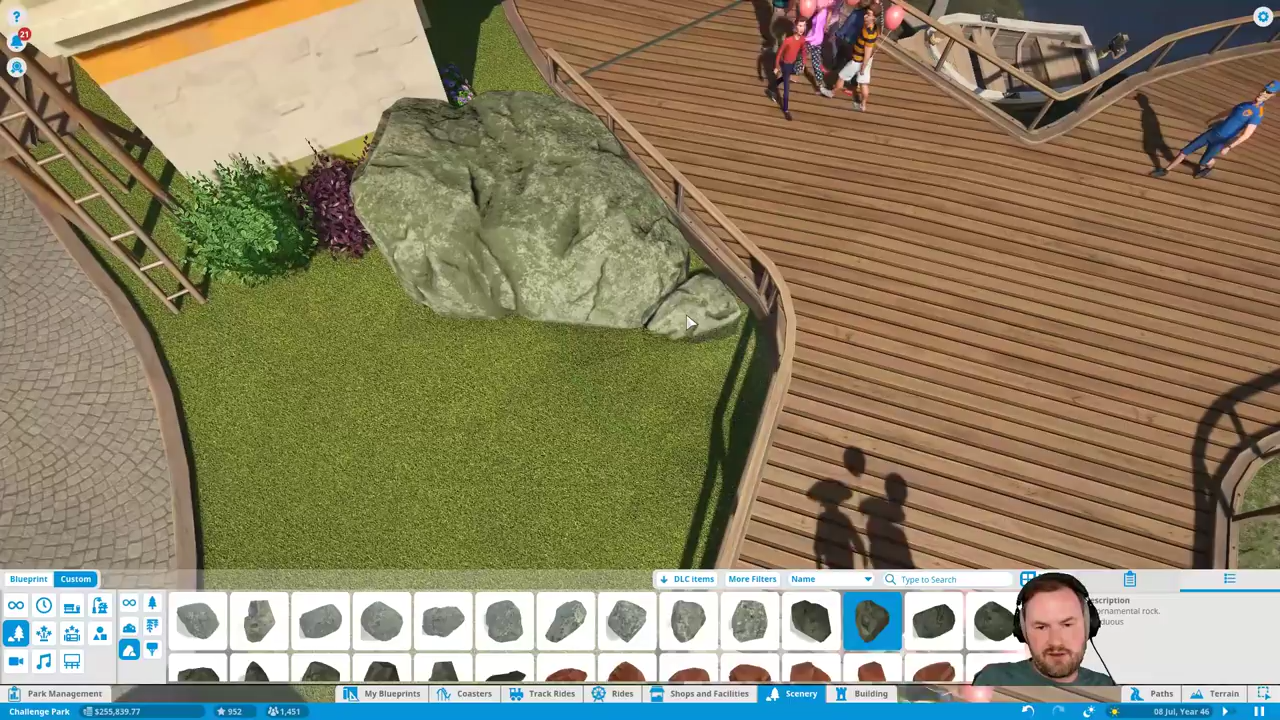 21
Blueprint
Custom
DLC items
More Filters
Name
Type to Search
escription
ornamental rock.
duous
Park Management
My Blueprints
Coasters
Track Rides
Rides
Shops and Facilities
Scenery
Building
Paths
Terrain
Challenge Park
$255,839.77
952
1,451
08 Jul, Year 46